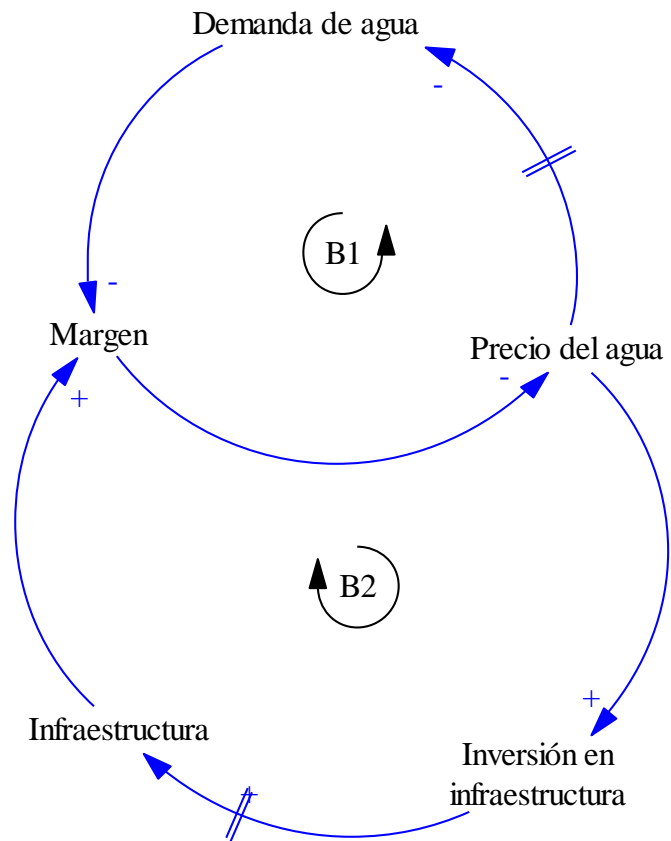 Demanda de agua
-
B1
-
Margen
Precio del agua
-
+
B2
+
Infraestructura
Inversión en
infraestructura
+